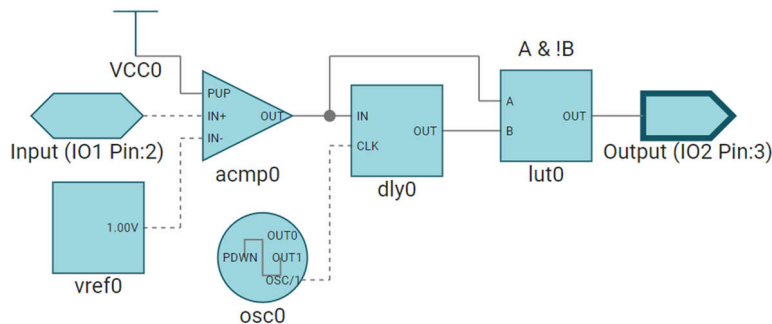 A & !B
VCC0
PUP
IN+
IN-
OUT
Input (IO1 Pin:2)
acmp0
1.00V
vref0
IN
CLK
OUT
dly0
A
B
OUT
lut0
Output (IO2 Pin:3)
OUT0
PDWN
OUT1
OSC/1
osc0